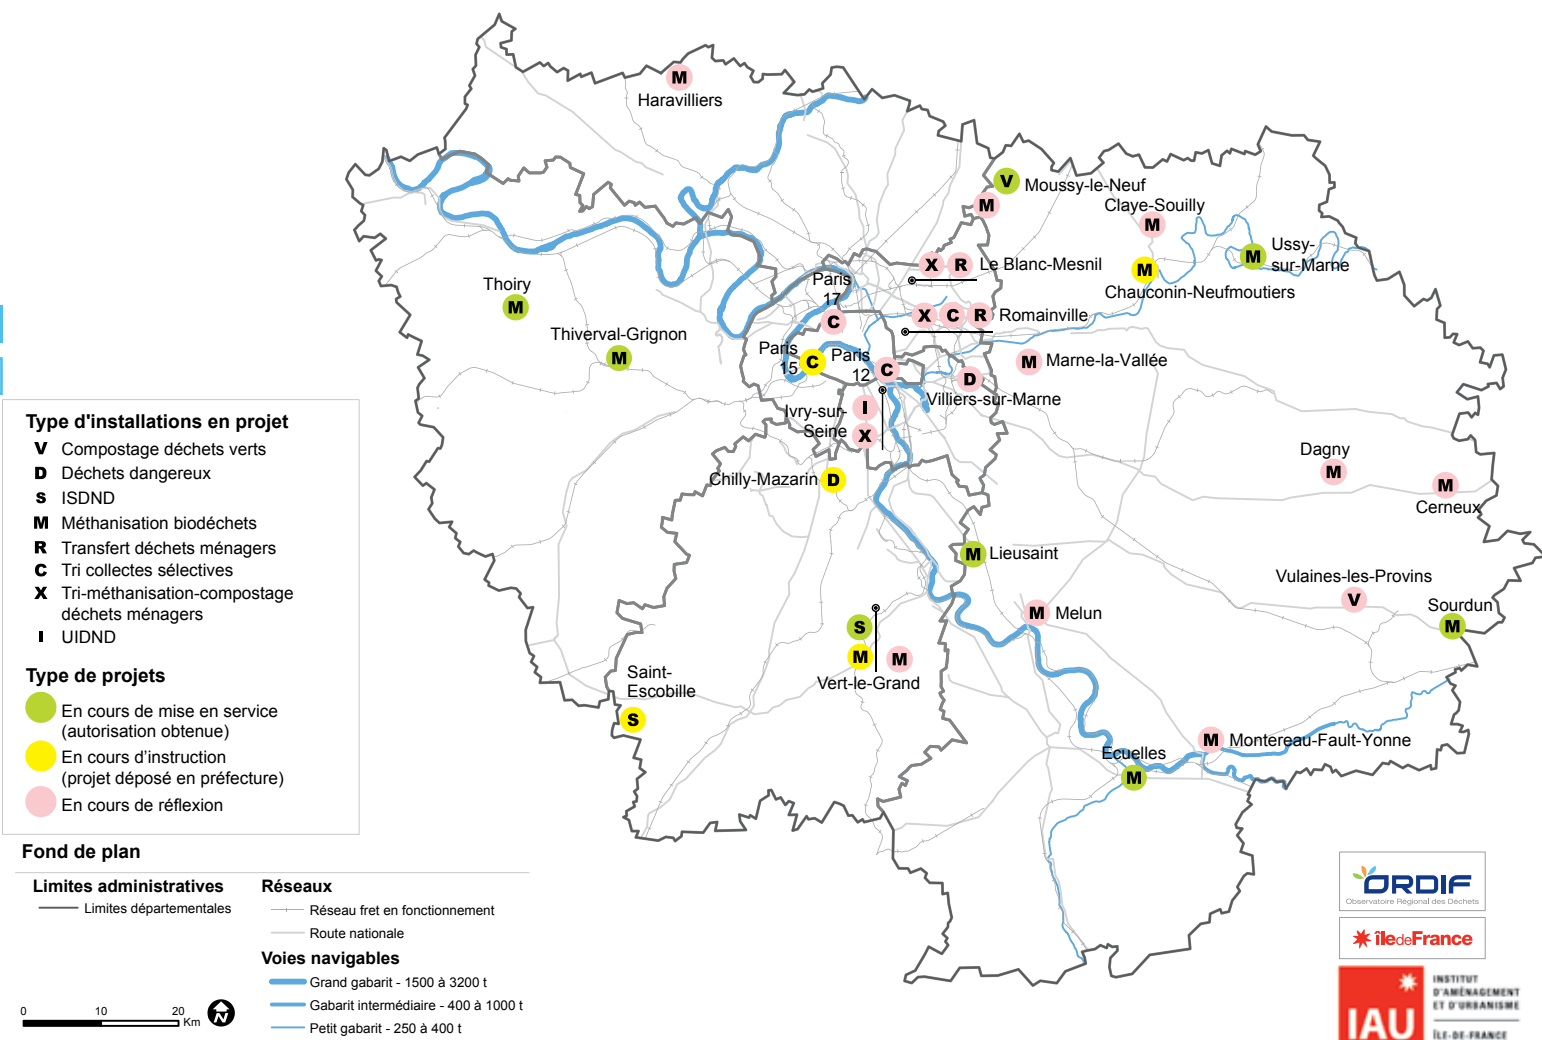 M
Haravilliers
V
Moussy-le-Neuf
M
Claye-Souilly
M
M
Ussy-
sur-Marne
M
Chauconin-Neufmoutiers
X R Le Blanc-Mesnil
Thoiry
M
Paris
17
C
X C R Romainville
Thiverval-Grignon
M
Paris
15
C
Paris
12
C
M Marne-la-Vallée
D
Villiers-sur-Marne
Ivry-sur-
Seine
I
X
Chilly-Mazarin D
Dagny
M
M
Cerneux
M Lieusaint
Vulaines-les-Provins
V
Sourdun
M
M Melun
S
M
M
Vert-le-Grand
Saint-
Escobille
S
M Montereau-Fault-Yonne
Ecuelles
M
Type d'installations en projet
V Compostage déchets verts
D Déchets dangereux
S ISDND
M Méthanisation biodéchets
R Transfert déchets ménagers
C Tri collectes sélectives
X Tri-méthanisation-compostage
déchets ménagers
I UIDND
Type de projets
En cours de mise en service
(autorisation obtenue)
En cours d’instruction
(projet déposé en préfecture)
En cours de réflexion
Fond de plan
Limites administratives
Limites départementales
Réseaux
Réseau fret en fonctionnement
Route nationale
Voies navigables
Grand gabarit - 1500 à 3200 t
Gabarit intermédiaire - 400 à 1000 t
Petit gabarit - 250 à 400 t
0 10 20
Km
N
ORDIF
Observatoire Régional des Déchets
îledeFrance
IAU
INSTITUT
D'AMÉNAGEMENT
ET D'URBANISME
ÎLE-DE-FRANCE